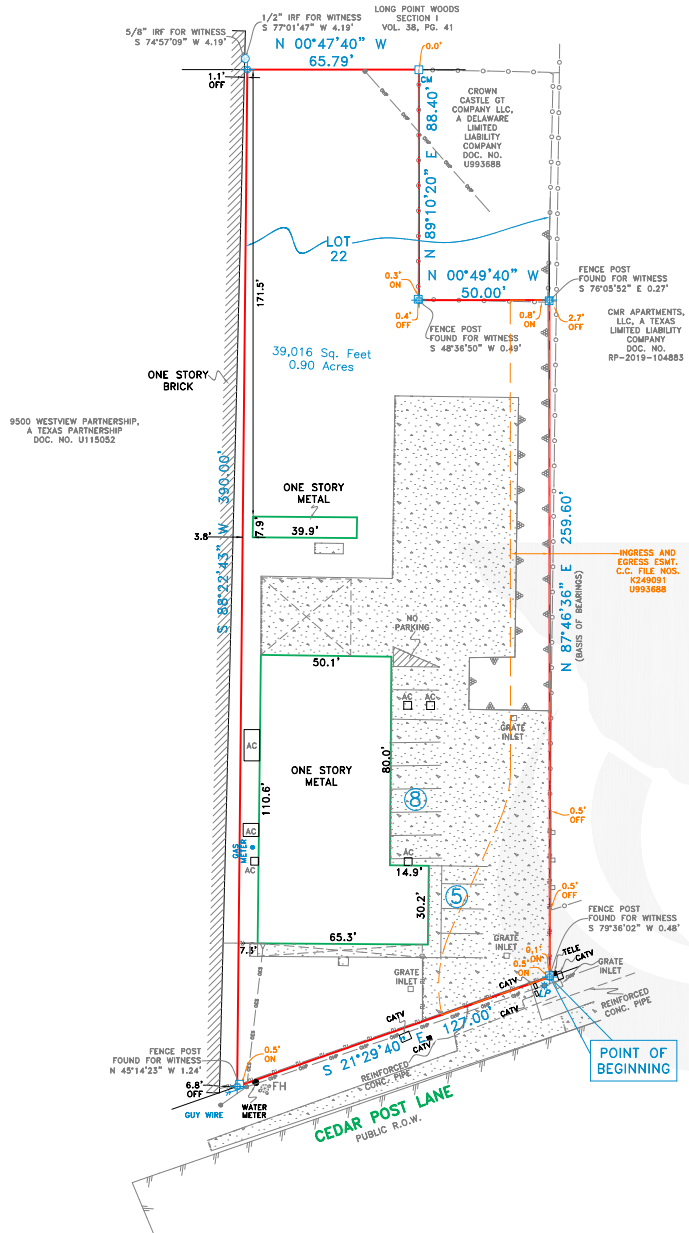 1/2" IRF FOR WITNESS
S 77°01'47" W 4.19'
5/8" IRF FOR WITNESS
S 74°57'09" W 4.19'
LONG POINT WOODS
SECTION I
VOL. 38, PG. 41
N 00°47'40" W
65.79'
0.0'
CM
1.1'
OFF
CROWN
CASTLE GT
COMPANY LLC,
A DELAWARE
LIMITED
LIABILITY
COMPANY
DOC. NO.
U993688
N 89°10'20" E 88.40'
LOT
22
171.5'
N 00°49'40" W
50.00'
0.3'
ON
0.4'
OFF
0.8'
ON
2.7'
OFF
FENCE POST
FOUND FOR WITNESS
S 76°05'52" E 0.27'
FENCE POST
FOUND FOR WITNESS
S 48°36'50" W 0.49'
CMR APARTMENTS,
LLC, A TEXAS
LIMITED LIABILITY
COMPANY
DOC. NO.
RP-2019-104883
39,016 Sq. Feet
0.90 Acres
ONE STORY
BRICK
9500 WESTVIEW PARTNERSHIP,
A TEXAS PARTNERSHIP
DOC. NO. U115052
S 88°22'43" W 390.00'
ONE STORY
METAL
7.9'
39.9'
3.8'
N 87°46'36" E 259.60'
(BASIS OF BEARINGS)
INGRESS AND
EGRESS ESMT.
C.C. FILE NOS.
K249091
U993688
NO
PARKING
50.1'
AC
AC
GRATE
INLET
AC
ONE STORY
METAL
80.0'
110.6'
8
0.5'
OFF
AC
GAS
METER
AC
AC
14.9'
30.2'
5
0.5'
OFF
65.3'
7.3'
FENCE POST
FOUND FOR WITNESS
S 79°36'02" W 0.48'
GRATE
INLET
0.1'
ON
0.5'
ON
TELE
CATV
GRATE
INLET
GRATE
INLET
CATV
LP
CATV
CATV
CATV
REINFORCED
CONC. PIPE
S 21°29'40" E 127.00'
REINFORCED
CONC. PIPE
FENCE POST
FOUND FOR WITNESS
N 45°14'23" W 1.24'
0.5'
ON
6.8'
OFF
FH
WATER
METER
GUY WIRE
POINT OF
BEGINNING
CEDAR POST LANE
PUBLIC R.O.W.